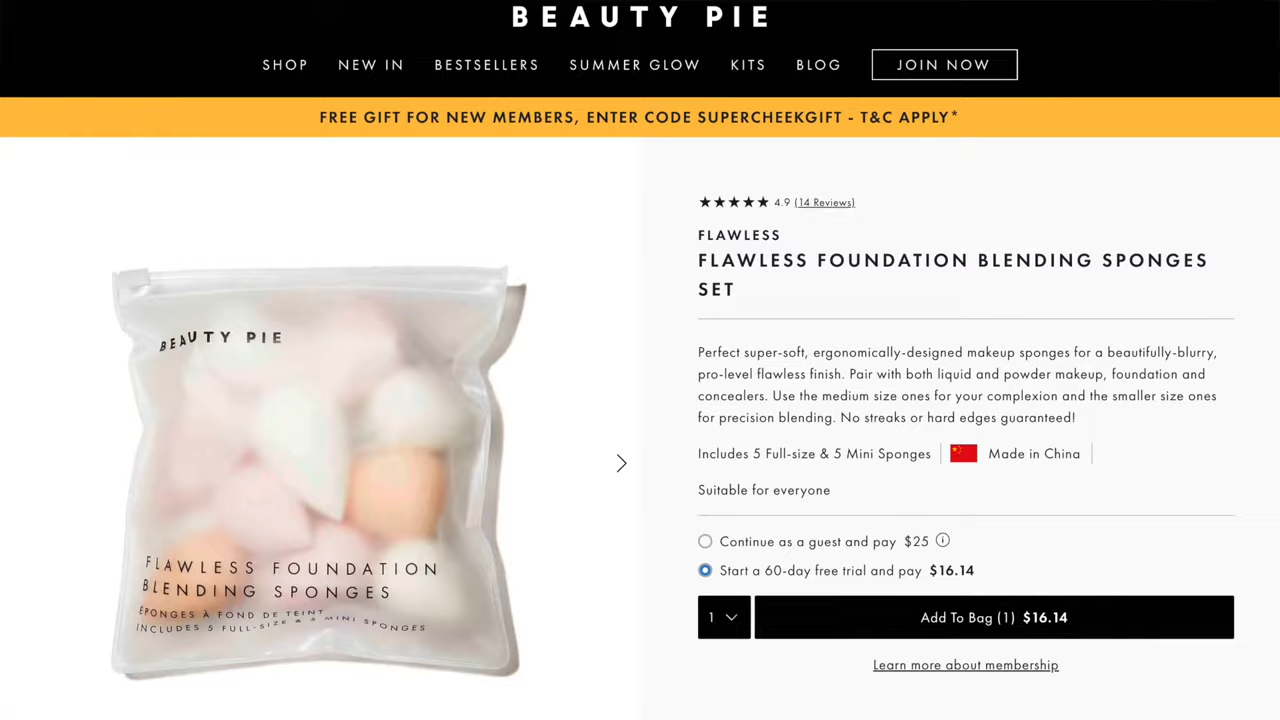 BEAUTY PIE
SHOP NEW IN BESTSELLERS SUMMER GLOW KITS BLOG JOIN NOW
FREE GIFT FOR NEW MEMBERS, ENTER CODE SUPERCHEEKGIFT - T&C APPLY*
4.9 (14 Reviews)
FLAWLESS
FLAWLESS FOUNDATION BLENDING SPONGES
SET
Perfect super-soft, ergonomically-designed makeup sponges for a beautifully-blurry,
pro-level flawless finish. Pair with both liquid and powder makeup, foundation and
concealers. Use the medium size ones for your complexion and the smaller size ones
for precision blending. No streaks or hard edges guaranteed!
Includes 5 Full-size & 5 Mini Sponges Made in China
Suitable for everyone
Continue as a guest and pay $25
Start a 60-day free trial and pay $16.14
1 Add To Bag (1) $16.14
Learn more about membership
BEAUTY PIE
FLAWLESS FOUNDATION
BLENDING SPONGES
ÉPONGES À FOND DE TEINT
INCLUDES 5 FULL-SIZE & 5 MINI SPONGES